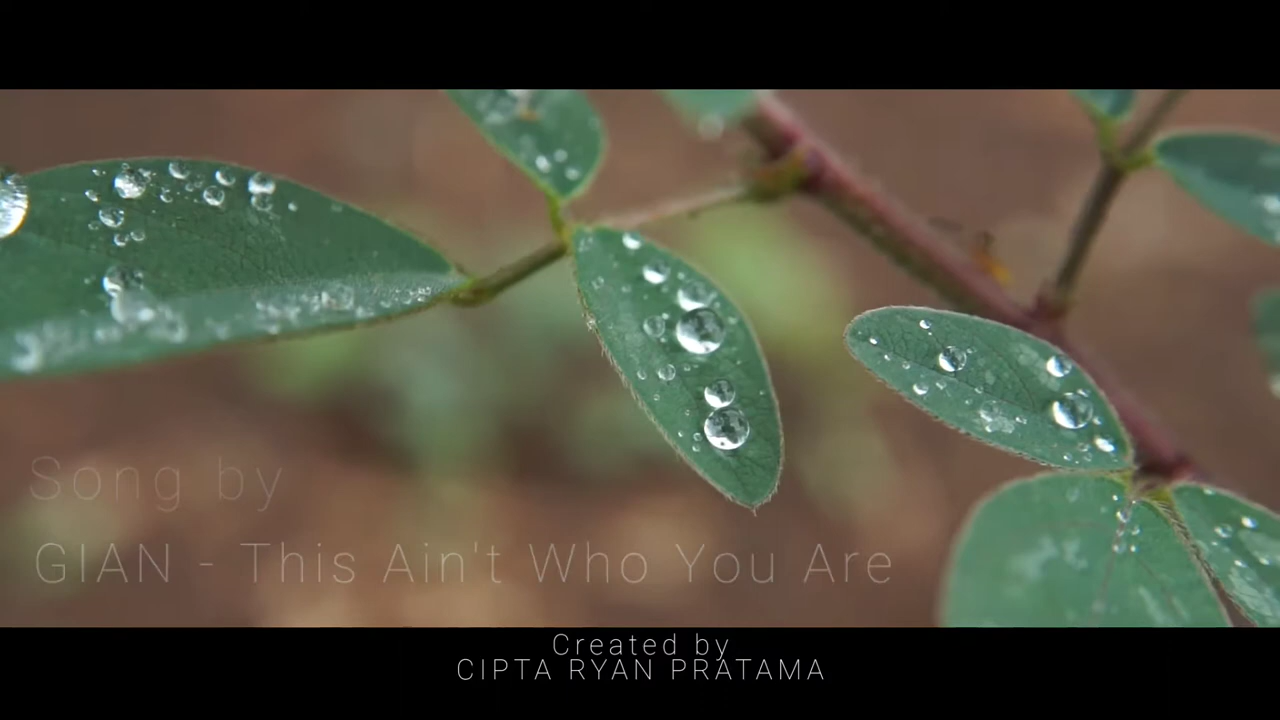 Song by
GIAN - This Ain't Who You Are
Created by
CIPTA RYAN PRATAMA